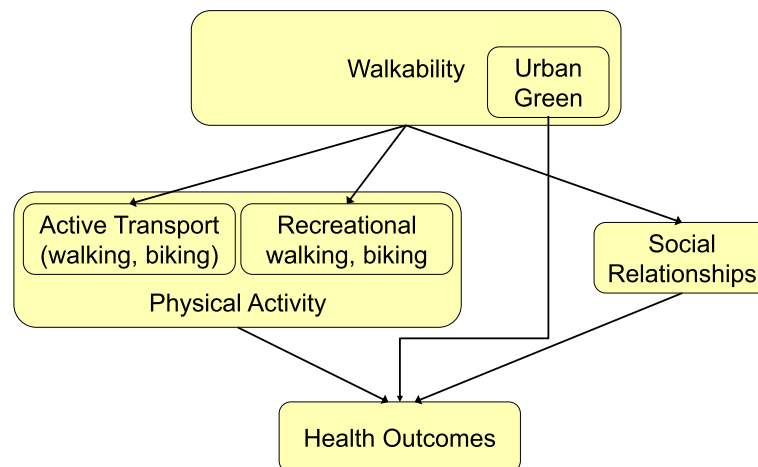 Walkability
Urban
Green
Active Transport
(walking, biking)
Recreational
walking, biking
Physical Activity
Social
Relationships
Health Outcomes